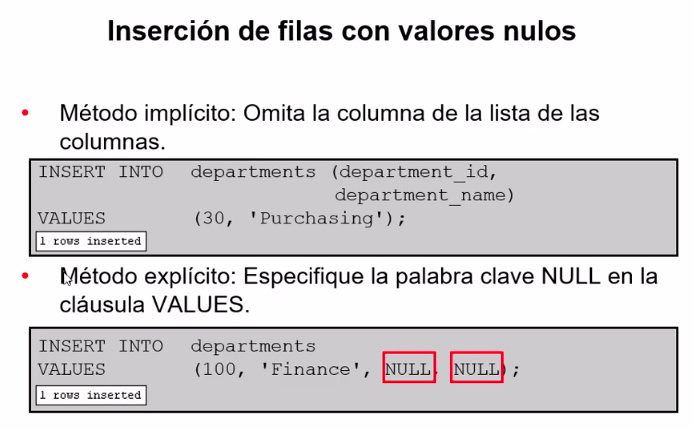 Inserción de filas con valores nulos
• Método implícito: Omita la columna de la lista de las
columnas.
INSERT INTO departments (department_id,
department_name)
VALUES (30, 'Purchasing');
1 rows inserted
• Método explícito: Especifique la palabra clave NULL en la
cláusula VALUES.
INSERT INTO departments
VALUES (100, 'Finance', NULL, NULL);
1 rows inserted